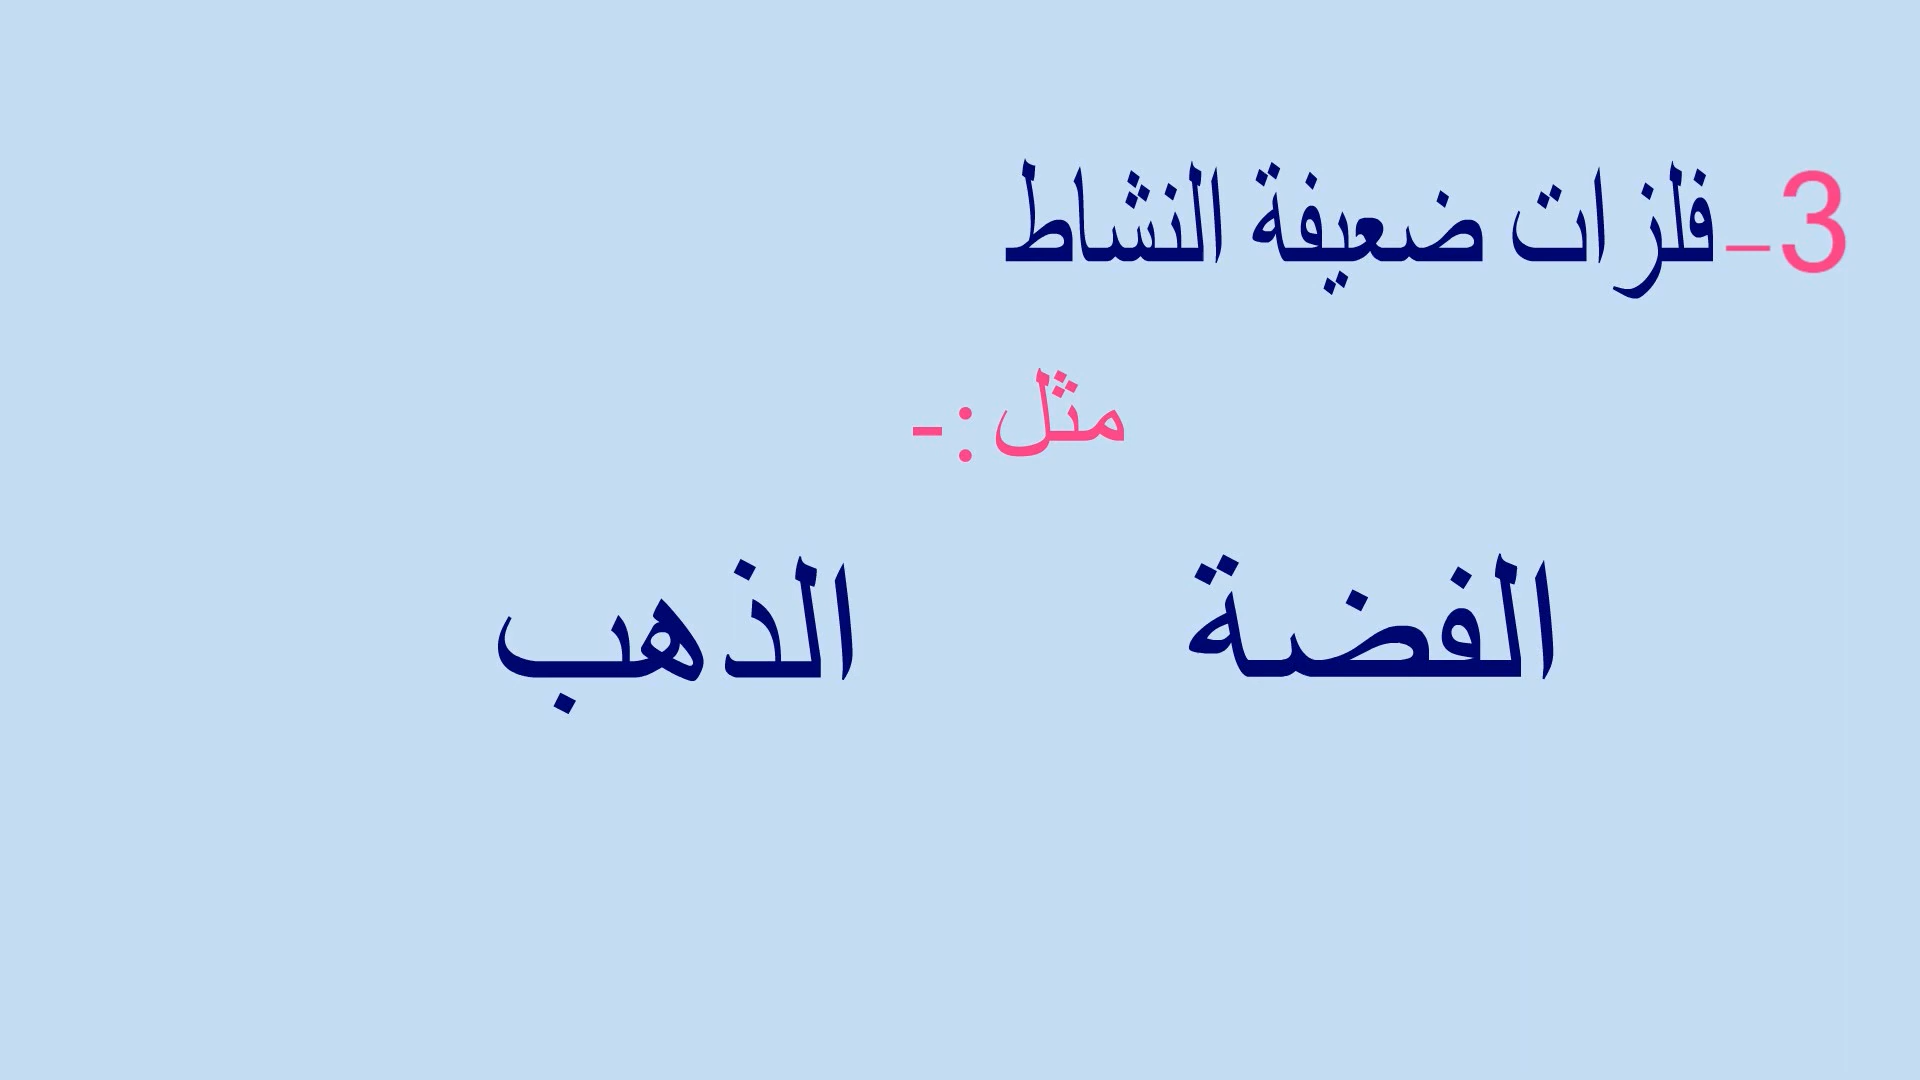 3- فلزات ضعيفة النشاط
مثل :-
الفضة الذهب